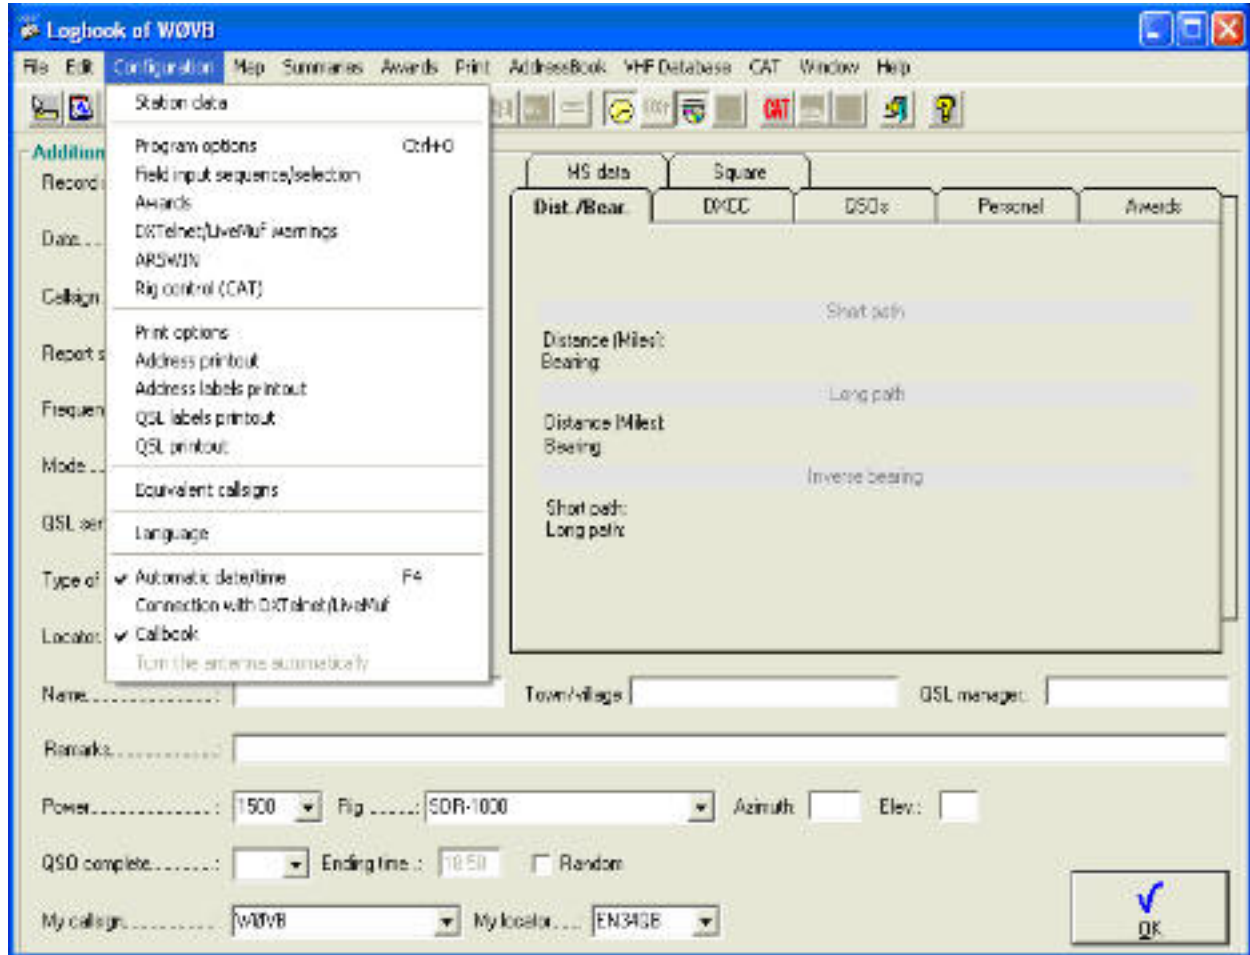 Logbook of WØVB
File Edit Configuration Map Summaries Awards Print AddressBook VHF Database CAT Window Help
CAT
Station data
Program options Ctrl+O
Field input sequence/selection
Awards
DXTelnet/LiveMuf warnings
ARSWIN
Rig control (CAT)
Print options
Address printout
Address labels printout
QSL labels printout
QSL printout
Equivalent callsigns
Language
Automatic date/time F4
Connection with DXTelnet/LiveMuf
Callbook
Turn the antenna automatically
Addition
Record
Date....
Callsign
Report s
Frequen
Mode...
QSL ser
Type of
Locator.
MS data Square
Dist./Bear. DXCC QSOs Personal Awards
Short path
Distance (Miles):
Bearing:
Long path
Distance (Miles):
Bearing:
Inverse bearing
Short path:
Long path:
Name..................: Town/village: QSL manager:
Remarks...............:
Power.................: 1500 Rig ......: SDR-1000 Azimuth: Elev.:
QSO complete........: Ending time..: 18:50 Random
My callsign........... WØVB My locator..... EN34GB
OK